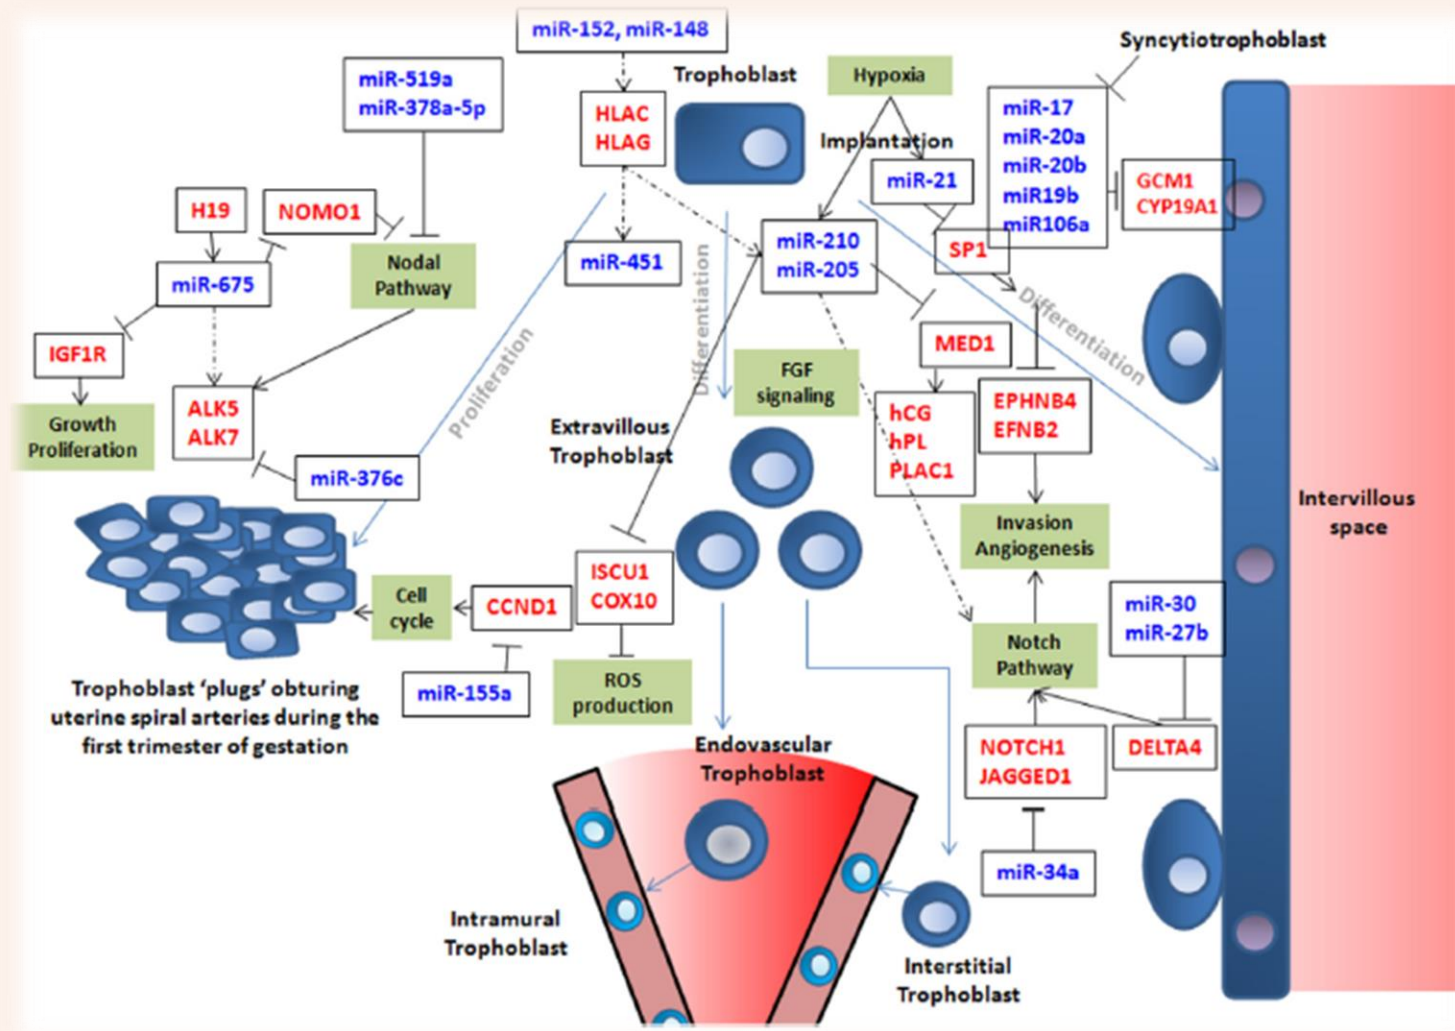 miR-152, miR-148
Syncytiotrophoblast
miR-519a
miR-378a-5p
Trophoblast
Hypoxia
HLAC
HLAG
Implantation
miR-17
miR-20a
miR-20b
miR19b
miR106a
miR-21
GCM1
CYP19A1
H19
NOMO1
miR-210
miR-205
SP1
miR-451
Nodal
Pathway
miR-675
Differentiation
Differentiation
Proliferation
IGF1R
MED1
FGF
signaling
ALK5
ALK7
Growth
Proliferation
hCG
hPL
PLAC1
EPHNB4
EFNB2
Extravillous
Trophoblast
miR-376c
Intervillous
space
Invasion
Angiogenesis
ISCU1
COX10
Cell
cycle
CCND1
miR-30
miR-27b
Notch
Pathway
miR-155a
ROS
production
Trophoblast ‘plugs’ obturing
uterine spiral arteries during the
first trimester of gestation
Endovascular
Trophoblast
NOTCH1
JAGGED1
DELTA4
miR-34a
Intramural
Trophoblast
Interstitial
Trophoblast